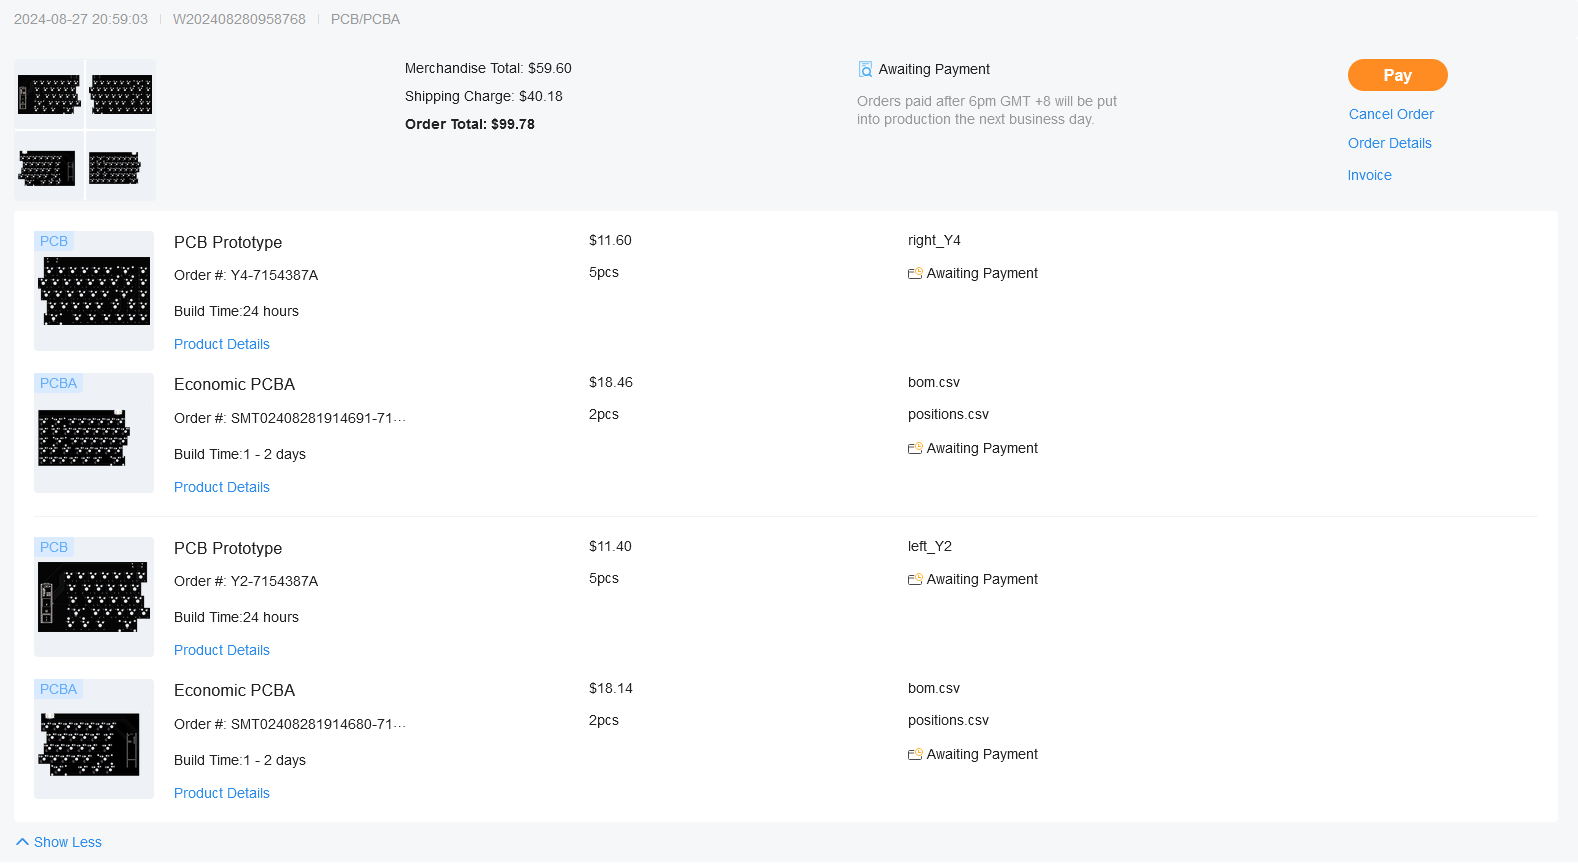 2024-08-27 20:59:03 | W202408280958768 | PCB/PCBA
Merchandise Total: $59.60
Shipping Charge: $40.18
Order Total: $99.78
Awaiting Payment
Orders paid after 6pm GMT +8 will be put
into production the next business day.
Pay
Cancel Order
Order Details
Invoice
PCB
PCB Prototype
Order #: Y4-7154387A
Build Time:24 hours
Product Details
$11.60
5pcs
right_Y4
Awaiting Payment
PCBA
Economic PCBA
Order #: SMT02408281914691-71...
Build Time:1 - 2 days
Product Details
$18.46
2pcs
bom.csv
positions.csv
Awaiting Payment
PCB
PCB Prototype
Order #: Y2-7154387A
Build Time:24 hours
Product Details
$11.40
5pcs
left_Y2
Awaiting Payment
PCBA
Economic PCBA
Order #: SMT02408281914680-71...
Build Time:1 - 2 days
Product Details
$18.14
2pcs
bom.csv
positions.csv
Awaiting Payment
Show Less